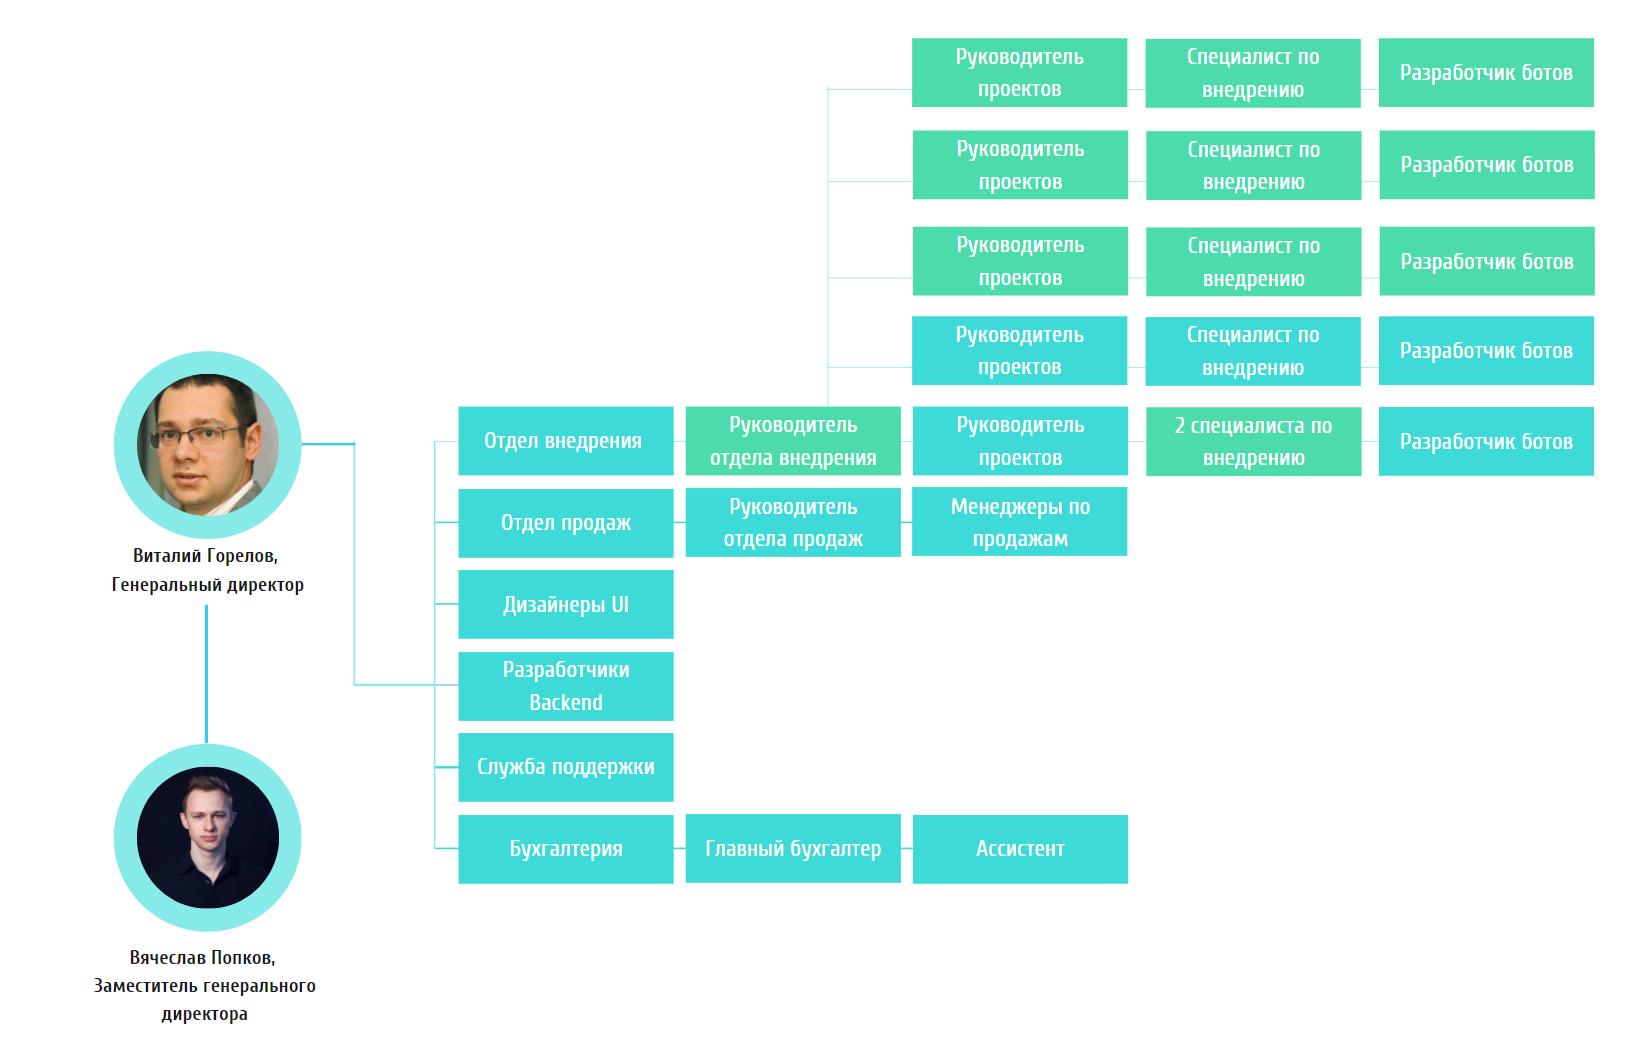 Руководитель
проектов
Специалист по
внедрению
Разработчик ботов
Руководитель
проектов
Специалист по
внедрению
Разработчик ботов
Руководитель
проектов
Специалист по
внедрению
Разработчик ботов
Руководитель
проектов
Специалист по
внедрению
Разработчик ботов
Отдел внедрения
Руководитель
отдела внедрения
Руководитель
проектов
2 специалиста по
внедрению
Разработчик ботов
Отдел продаж
Руководитель
отдела продаж
Менеджеры по
продажам
Виталий Горелов,
Генеральный директор
Дизайнеры UI
Разработчики
Backend
Служба поддержки
Бухгалтерия
Главный бухгалтер
Ассистент
Вячеслав Попков,
Заместитель генерального
директора